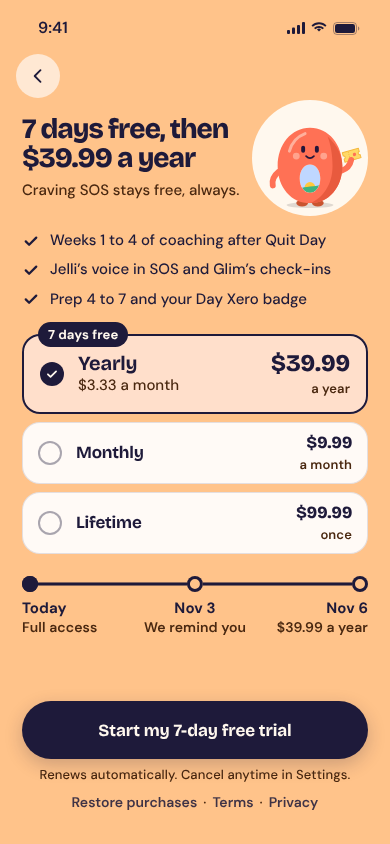 9:41
7 days free, then
$39.99 a year
Craving SOS stays free, always.
Weeks 1 to 4 of coaching after Quit Day
Jelli’s voice in SOS and Glim’s check-ins
Prep 4 to 7 and your Day Xero badge
7 days free
Yearly $39.99
$3.33 a month a year
Monthly $9.99
a month
Lifetime $99.99
once
Today Nov 3 Nov 6
Full access We remind you $39.99 a year
Start my 7-day free trial
Renews automatically. Cancel anytime in Settings.
Restore purchases · Terms · Privacy